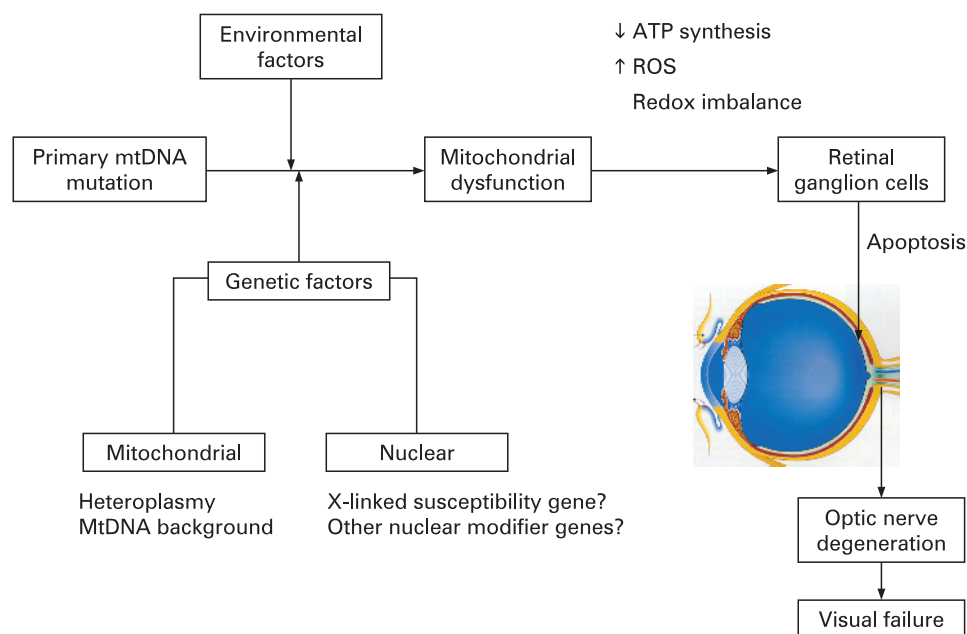 Environmental
factors
↓ ATP synthesis
↑ ROS
Redox imbalance
Primary mtDNA
mutation
Mitochondrial
dysfunction
Retinal
ganglion cells
Apoptosis
Genetic factors
Mitochondrial
Nuclear
Heteroplasmy
MtDNA background
X-linked susceptibility gene?
Other nuclear modifier genes?
Optic nerve
degeneration
Visual failure